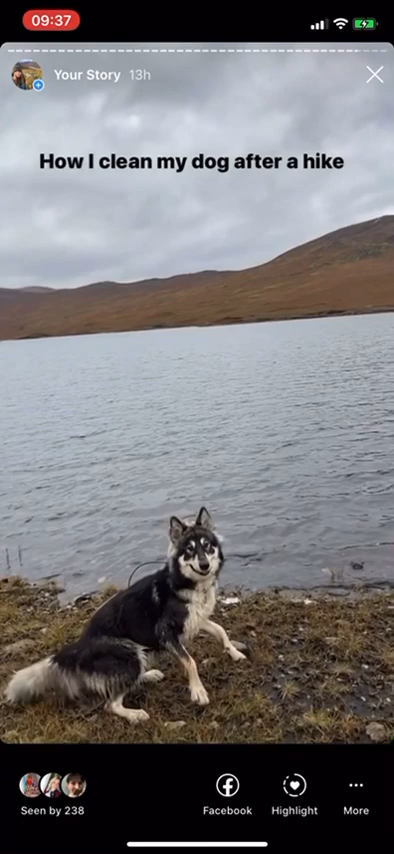 09:37
Your Story 13h
How I clean my dog after a hike
Seen by 238
Facebook
Highlight
More